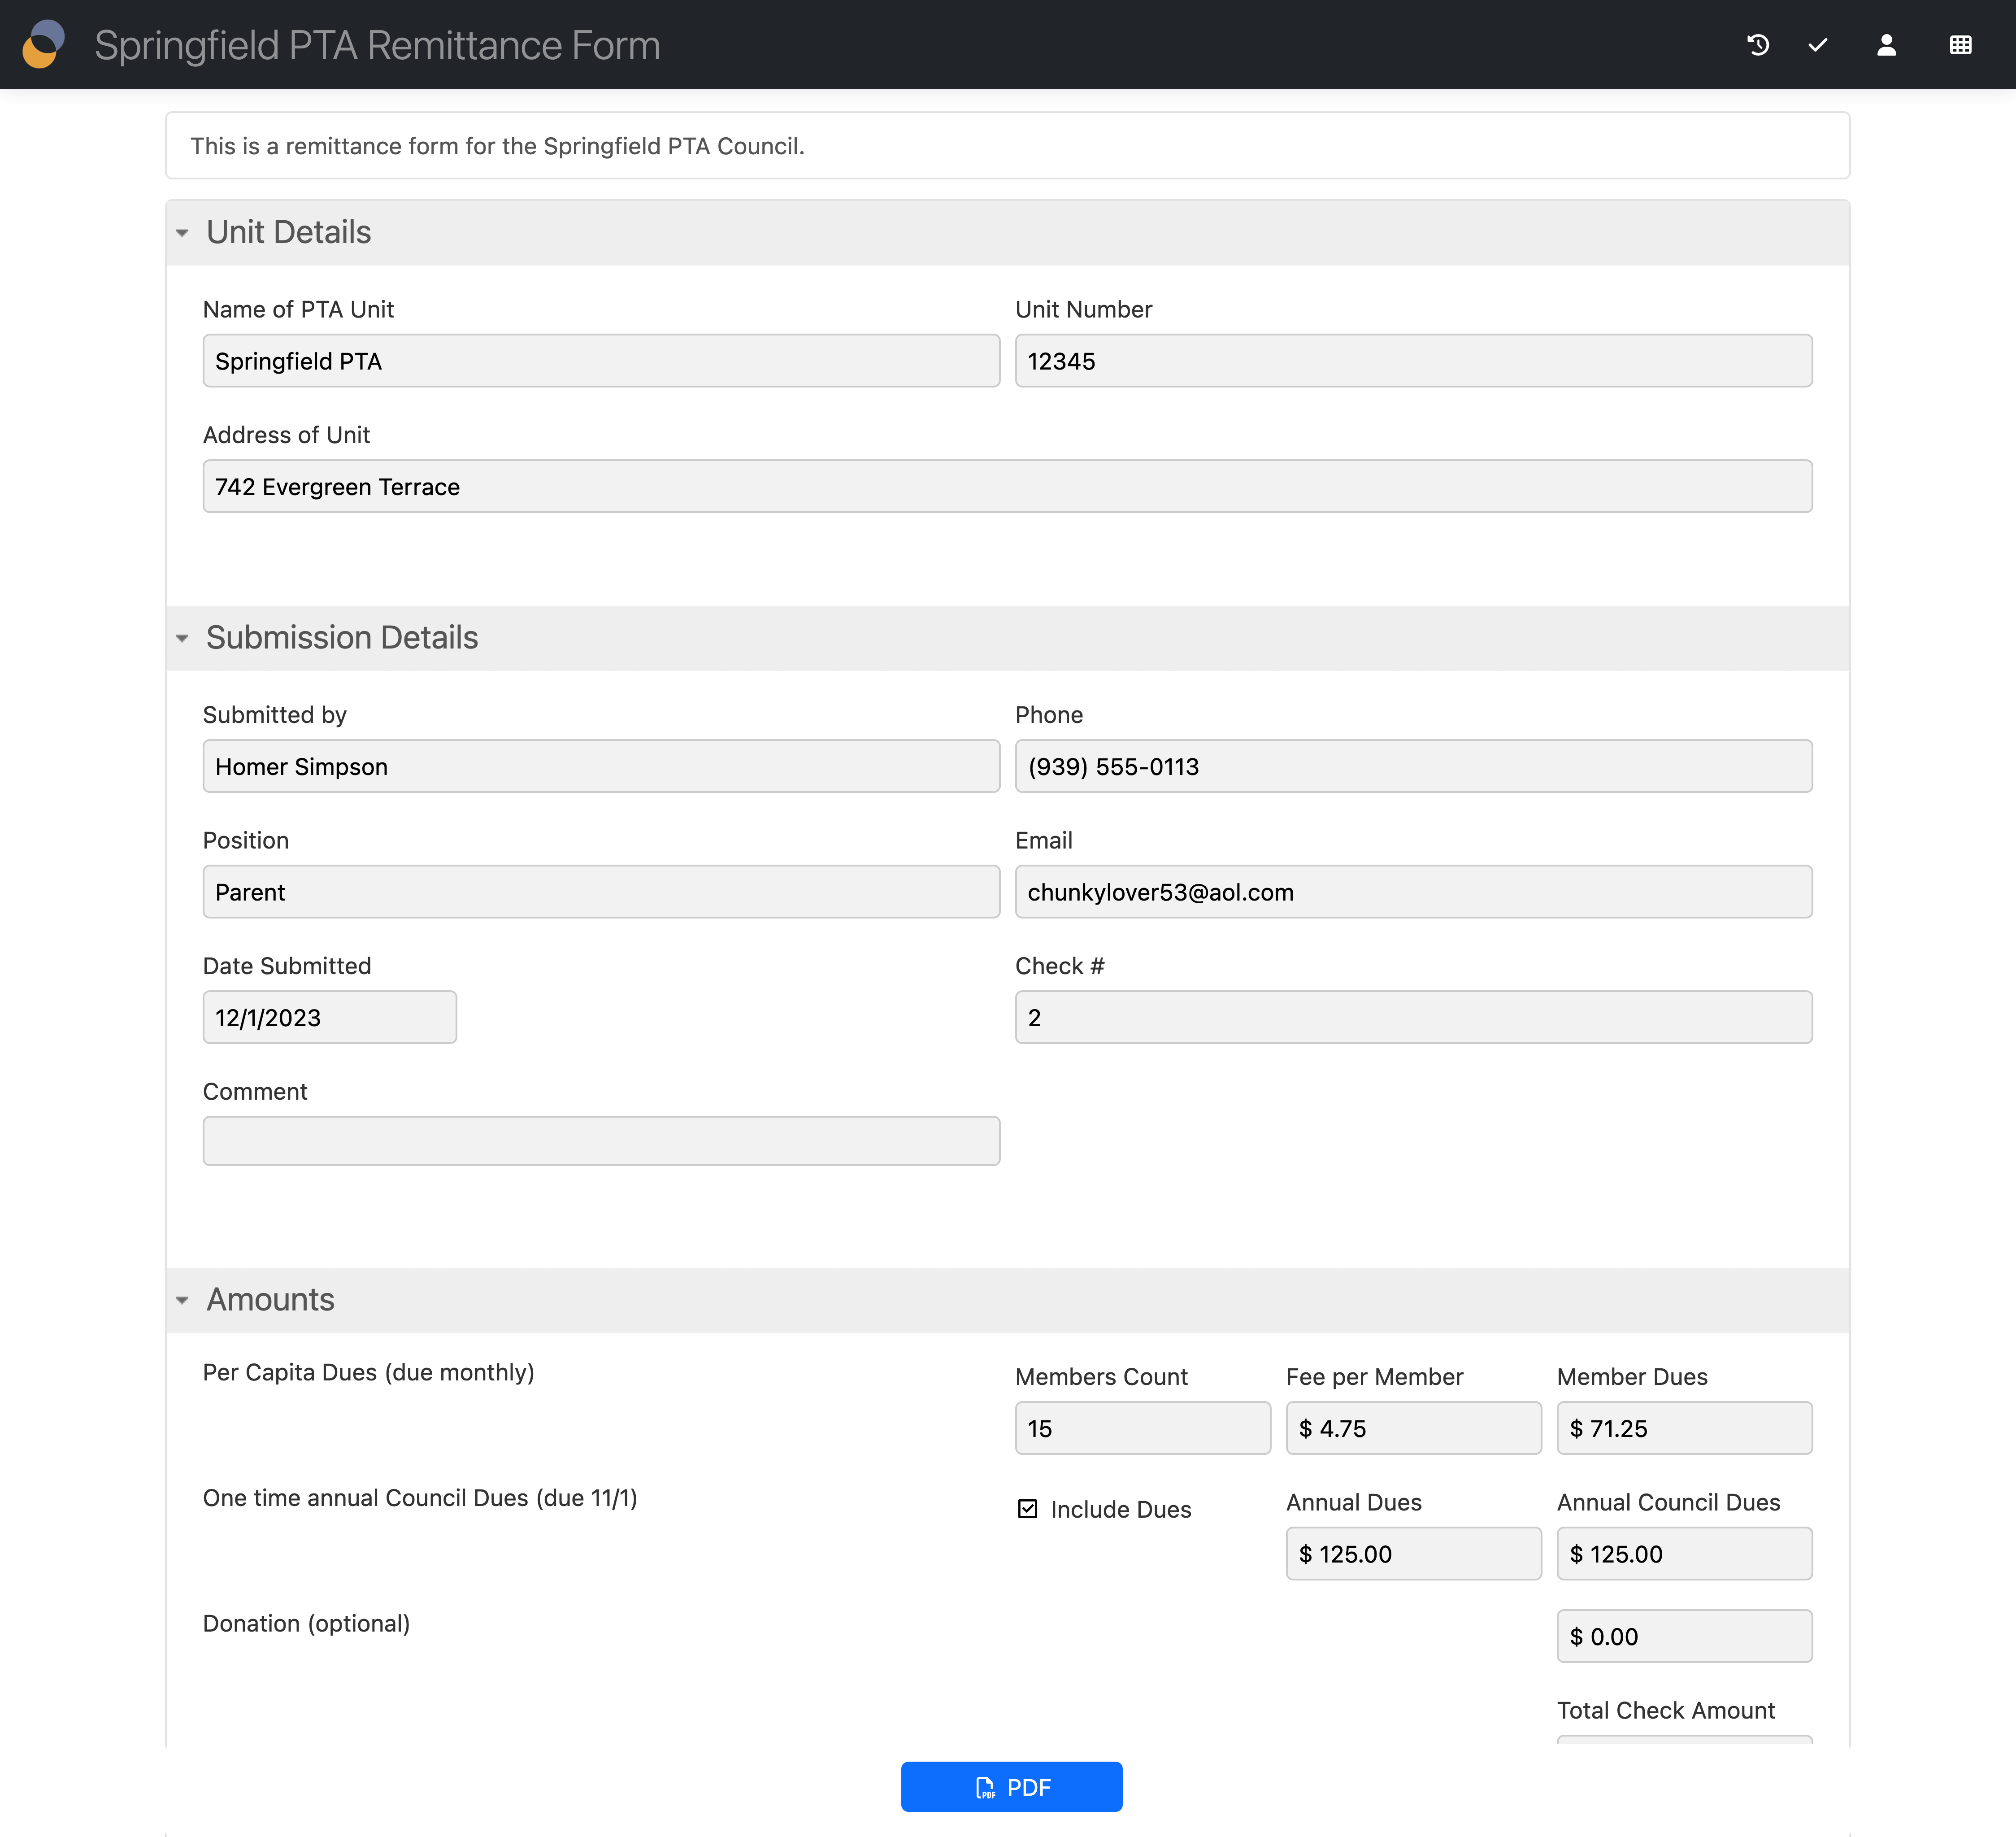 Springfield PTA Remittance Form
This is a remittance form for the Springfield PTA Council.
Unit Details
Name of PTA Unit
Unit Number
Springfield PTA
12345
Address of Unit
742 Evergreen Terrace
Submission Details
Submitted by
Phone
Homer Simpson
(939) 555-0113
Position
Email
Parent
chunkylover53@aol.com
Date Submitted
Check #
12/1/2023
2
Comment
Amounts
Per Capita Dues (due monthly)
Members Count
Fee per Member
Member Dues
15
$ 4.75
$ 71.25
One time annual Council Dues (due 11/1)
Include Dues
Annual Dues
Annual Council Dues
$ 125.00
$ 125.00
Donation (optional)
$ 0.00
Total Check Amount
PDF